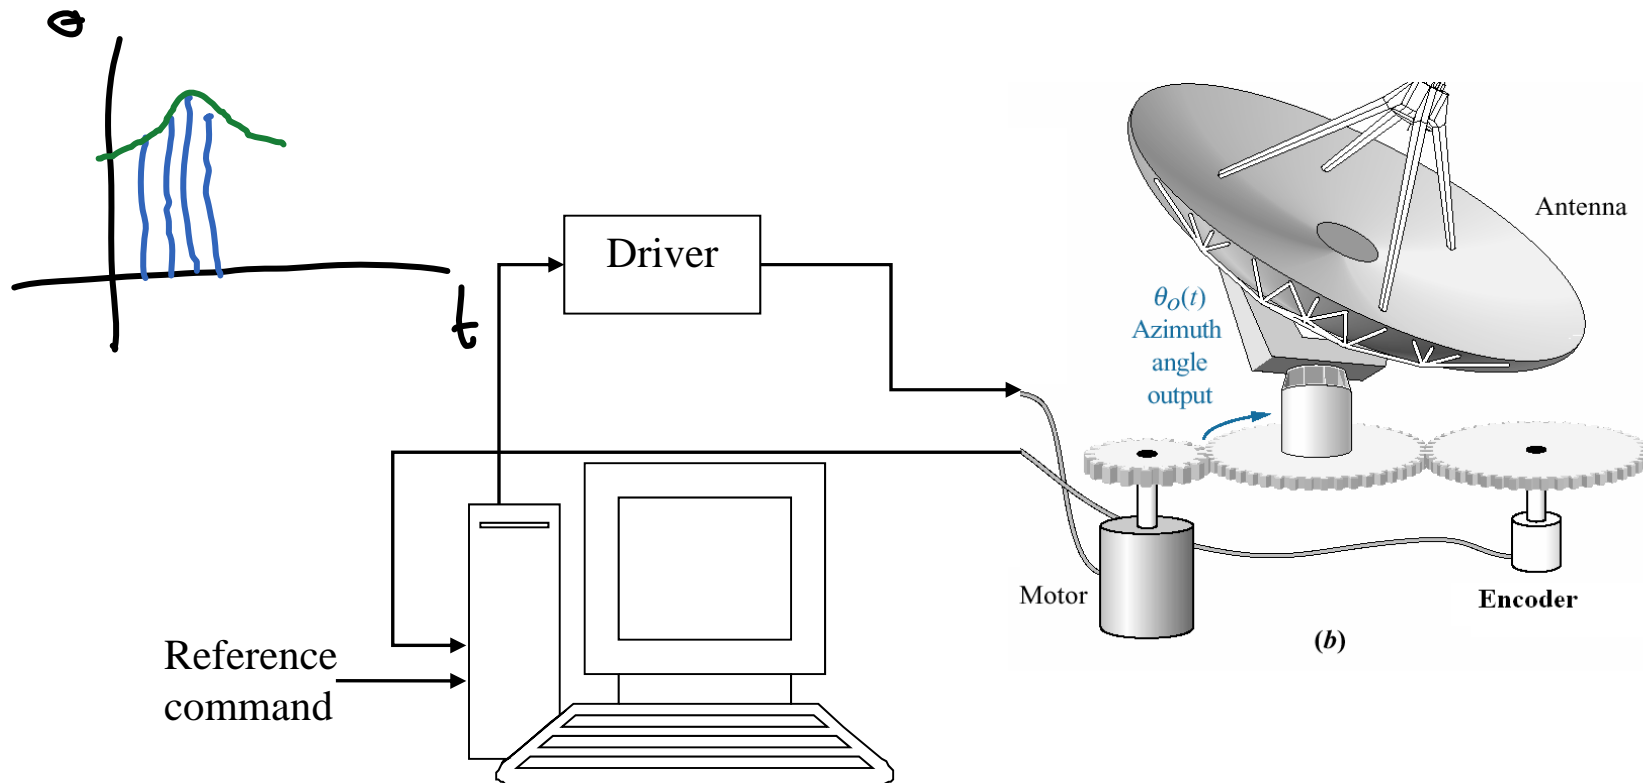 θ
t
Driver
Antenna
θo(t)
Azimuth
angle
output
Motor
Encoder
(b)
Reference
command